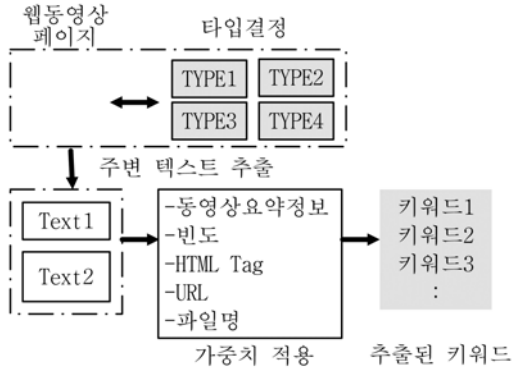 웹동영상
페이지
타입결정
TYPE1 TYPE2
TYPE3 TYPE4
주변 텍스트 추출
Text1
Text2
-동영상요약정보
-빈도
-HTML Tag
-URL
-파일명
가중치 적용
키워드1
키워드2
키워드3
:
추출된 키워드